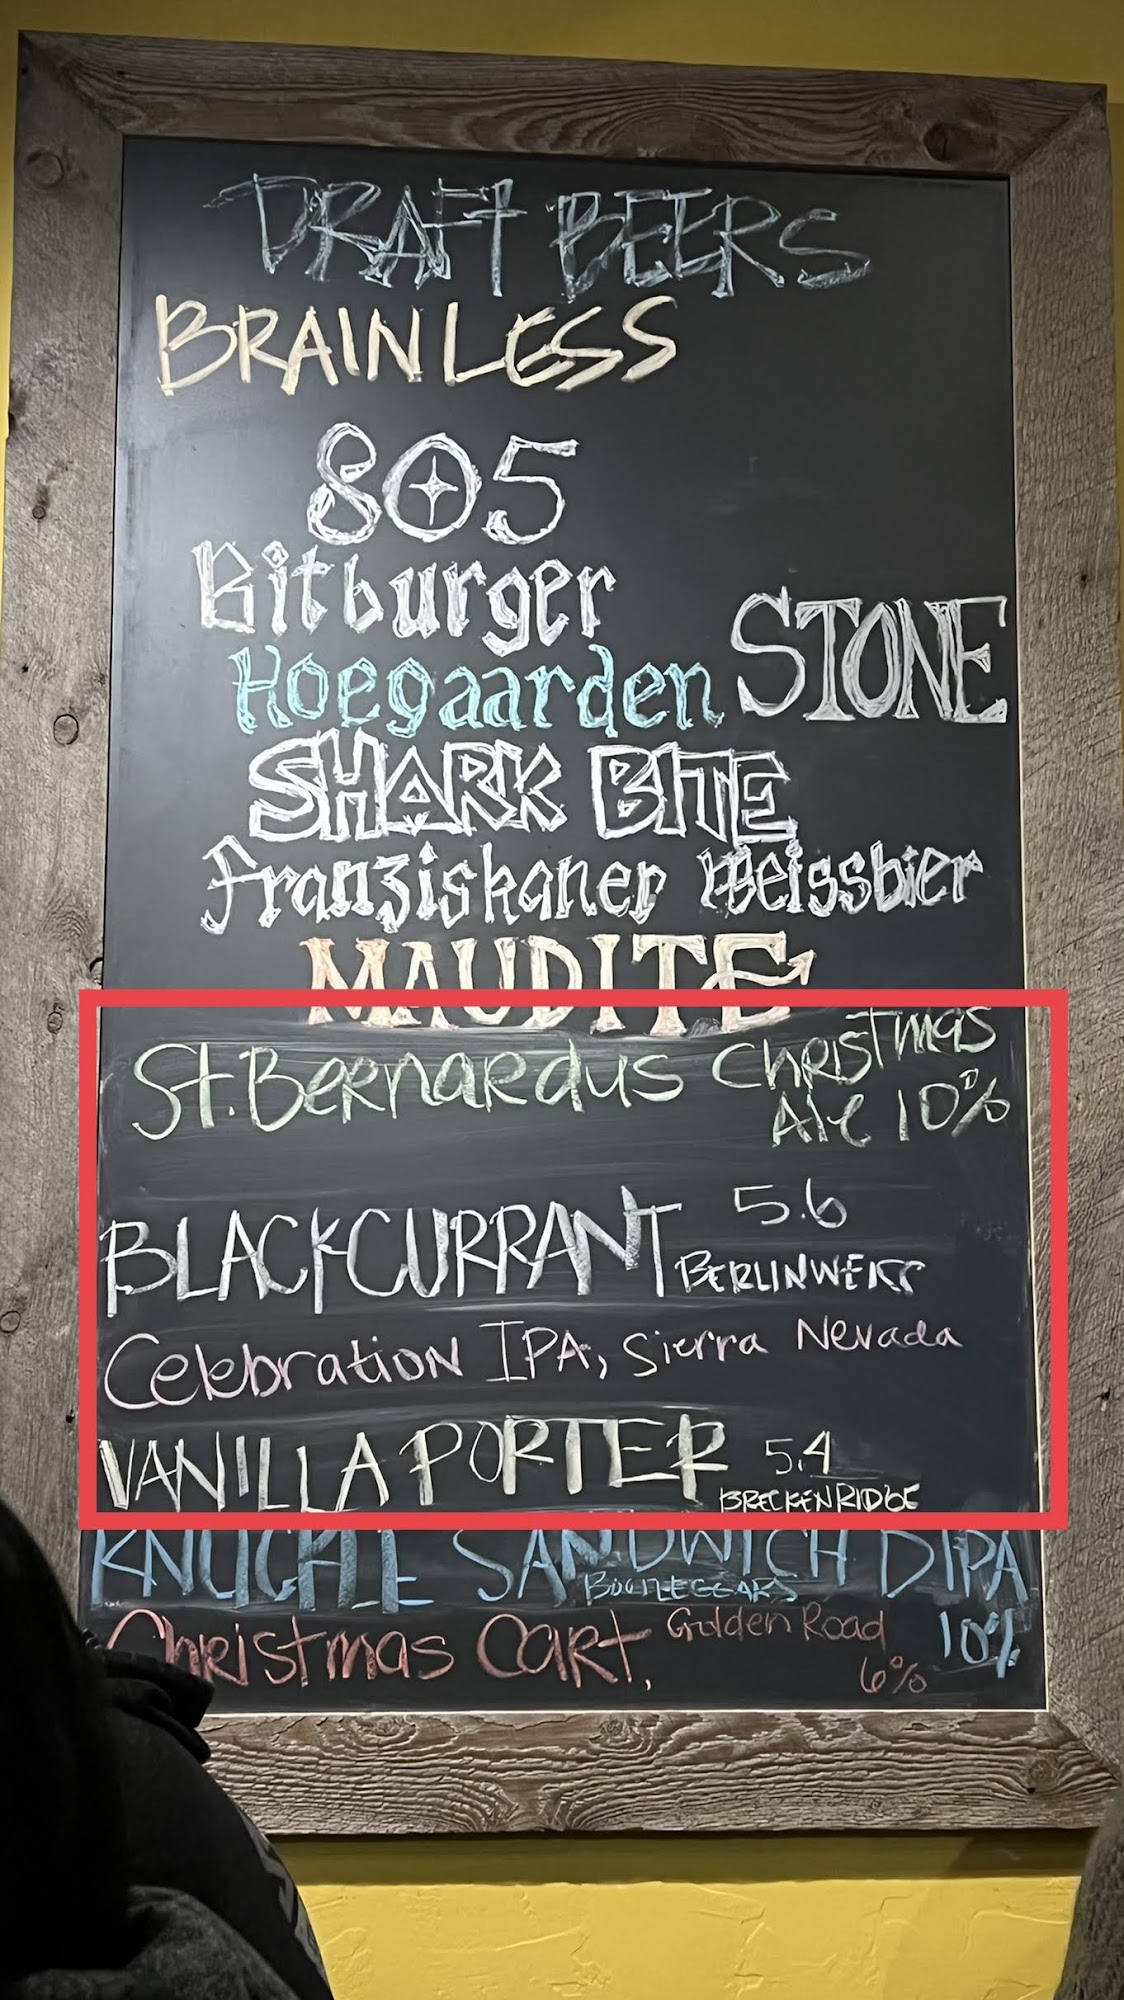 DRAFT BEERS
BRAINLESS
805
Bitburger
Hoegaarden STONE
SHARK BITE
Franziskaner Weissbier
MAUDITE
St. Bernardus Christmas
Ale 10%
BLACKCURRANT 5.6
BERLINWEISS
Celebration IPA, Sierra Nevada
VANILLA PORTER 5.4
BRECKENRIDGE
KNUCKLE SANDWICH DIPA
BOOTLEGGARS 10%
Christmas Cart, Golden Road
6%